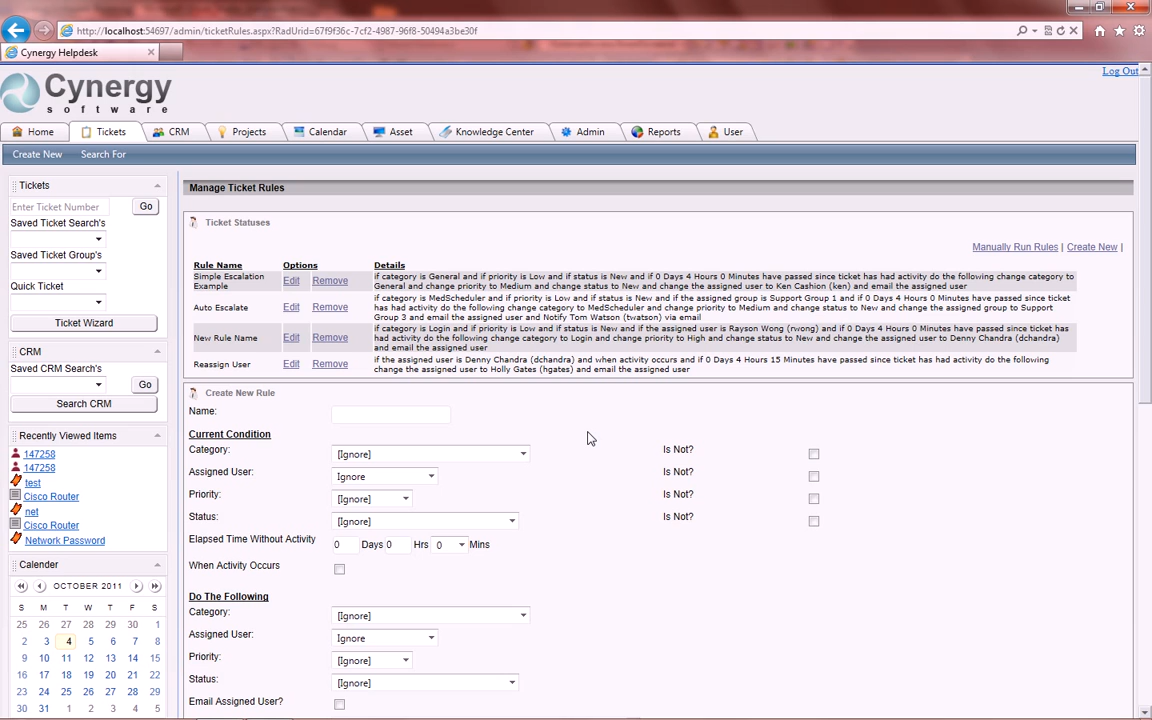 http://localhost:54697/admin/ticketRules.aspx?RadUrid=67f9f36c-7cf2-4987-96f8-50494a3be30f
Cynergy Helpdesk
Log Out
Cynergy
software
Home Tickets CRM Projects Calendar Asset Knowledge Center Admin Reports User
Create New Search For
Tickets
Enter Ticket Number Go
Saved Ticket Search's
Saved Ticket Group's
Quick Ticket
Ticket Wizard
CRM
Saved CRM Search's
Go
Search CRM
Recently Viewed Items
147258
147258
test
Cisco Router
net
Cisco Router
Network Password
Calender
OCTOBER 2011
S M T W T F S
25 26 27 28 29 30 1
2 3 4 5 6 7 8
9 10 11 12 13 14 15
16 17 18 19 20 21 22
23 24 25 26 27 28 29
30 31 1 2 3 4 5
Manage Ticket Rules
Ticket Statuses
Manually Run Rules | Create New |
Rule Name Options Details
Simple Escalation Example Edit Remove if category is General and if priority is Low and if status is New and if 0 Days 4 Hours 0 Minutes have passed since ticket has had activity do the following change category to
General and change priority to Medium and change status to New and change the assigned user to Ken Cashion (ken) and email the assigned user
Auto Escalate Edit Remove if category is MedScheduler and if priority is Low and if status is New and if the assigned group is Support Group 1 and if 0 Days 4 Hours 0 Minutes have passed since ticket
has had activity do the following change category to MedScheduler and change priority to Medium and change status to New and change the assigned group to Support
Group 3 and email the assigned user and Notify Tom Watson (twatson) via email
New Rule Name Edit Remove if category is Login and if priority is Low and if status is New and if the assigned user is Rayson Wong (rwong) and if 0 Days 4 Hours 0 Minutes have passed since ticket has
had activity do the following change category to Login and change priority to High and change status to New and change the assigned user to Denny Chandra (dchandra)
and email the assigned user
Reassign User Edit Remove if the assigned user is Denny Chandra (dchandra) and when activity occurs and if 0 Days 4 Hours 15 Minutes have passed since ticket has had activity do the following
change the assigned user to Holly Gates (hgates) and email the assigned user
Create New Rule
Name:
Current Condition
Category: [Ignore] Is Not?
Assigned User: Ignore Is Not?
Priority: [Ignore] Is Not?
Status: [Ignore] Is Not?
Elapsed Time Without Activity 0 Days 0 Hrs 0 Mins
When Activity Occurs
Do The Following
Category: [Ignore]
Assigned User: Ignore
Priority: [Ignore]
Status: [Ignore]
Email Assigned User?